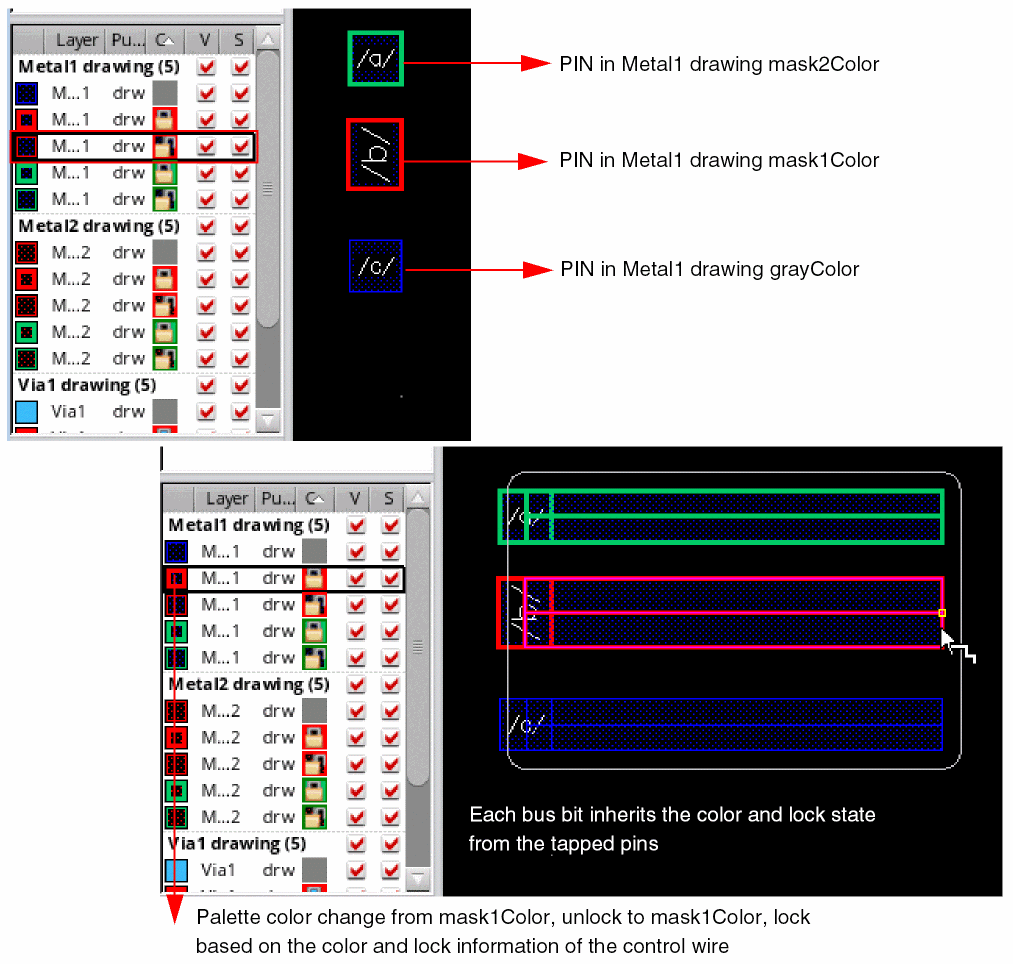 Layer Pu... C V S
Metal1 drawing (5)
M...1 drw
M...1 drw
M...1 drw
M...1 drw
M...1 drw
Metal2 drawing (5)
M...2 drw
M...2 drw
M...2 drw
M...2 drw
M...2 drw
Via1 drawing (5)
Via1 drw
/a/
PIN in Metal1 drawing mask2Color
/b/
PIN in Metal1 drawing mask1Color
/c/
PIN in Metal1 drawing grayColor
Layer Pu... C V S
Metal1 drawing (5)
M...1 drw
M...1 drw
M...1 drw
M...1 drw
M...1 drw
Metal2 drawing (5)
M...2 drw
M...2 drw
M...2 drw
M...2 drw
M...2 drw
Via1 drawing (5)
Via1 drw
/a/
/b/
/c/
Each bus bit inherits the color and lock state
from the tapped pins
Palette color change from mask1Color, unlock to mask1Color, lock
based on the color and lock information of the control wire